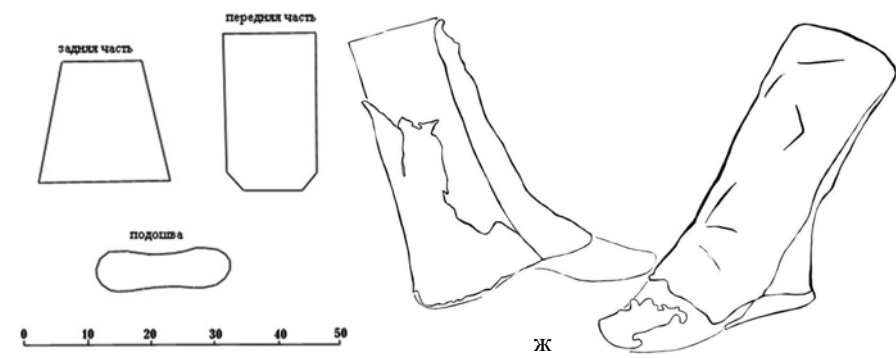 передняя часть
задняя часть
подошва
0 10 20 30 40 50
ж